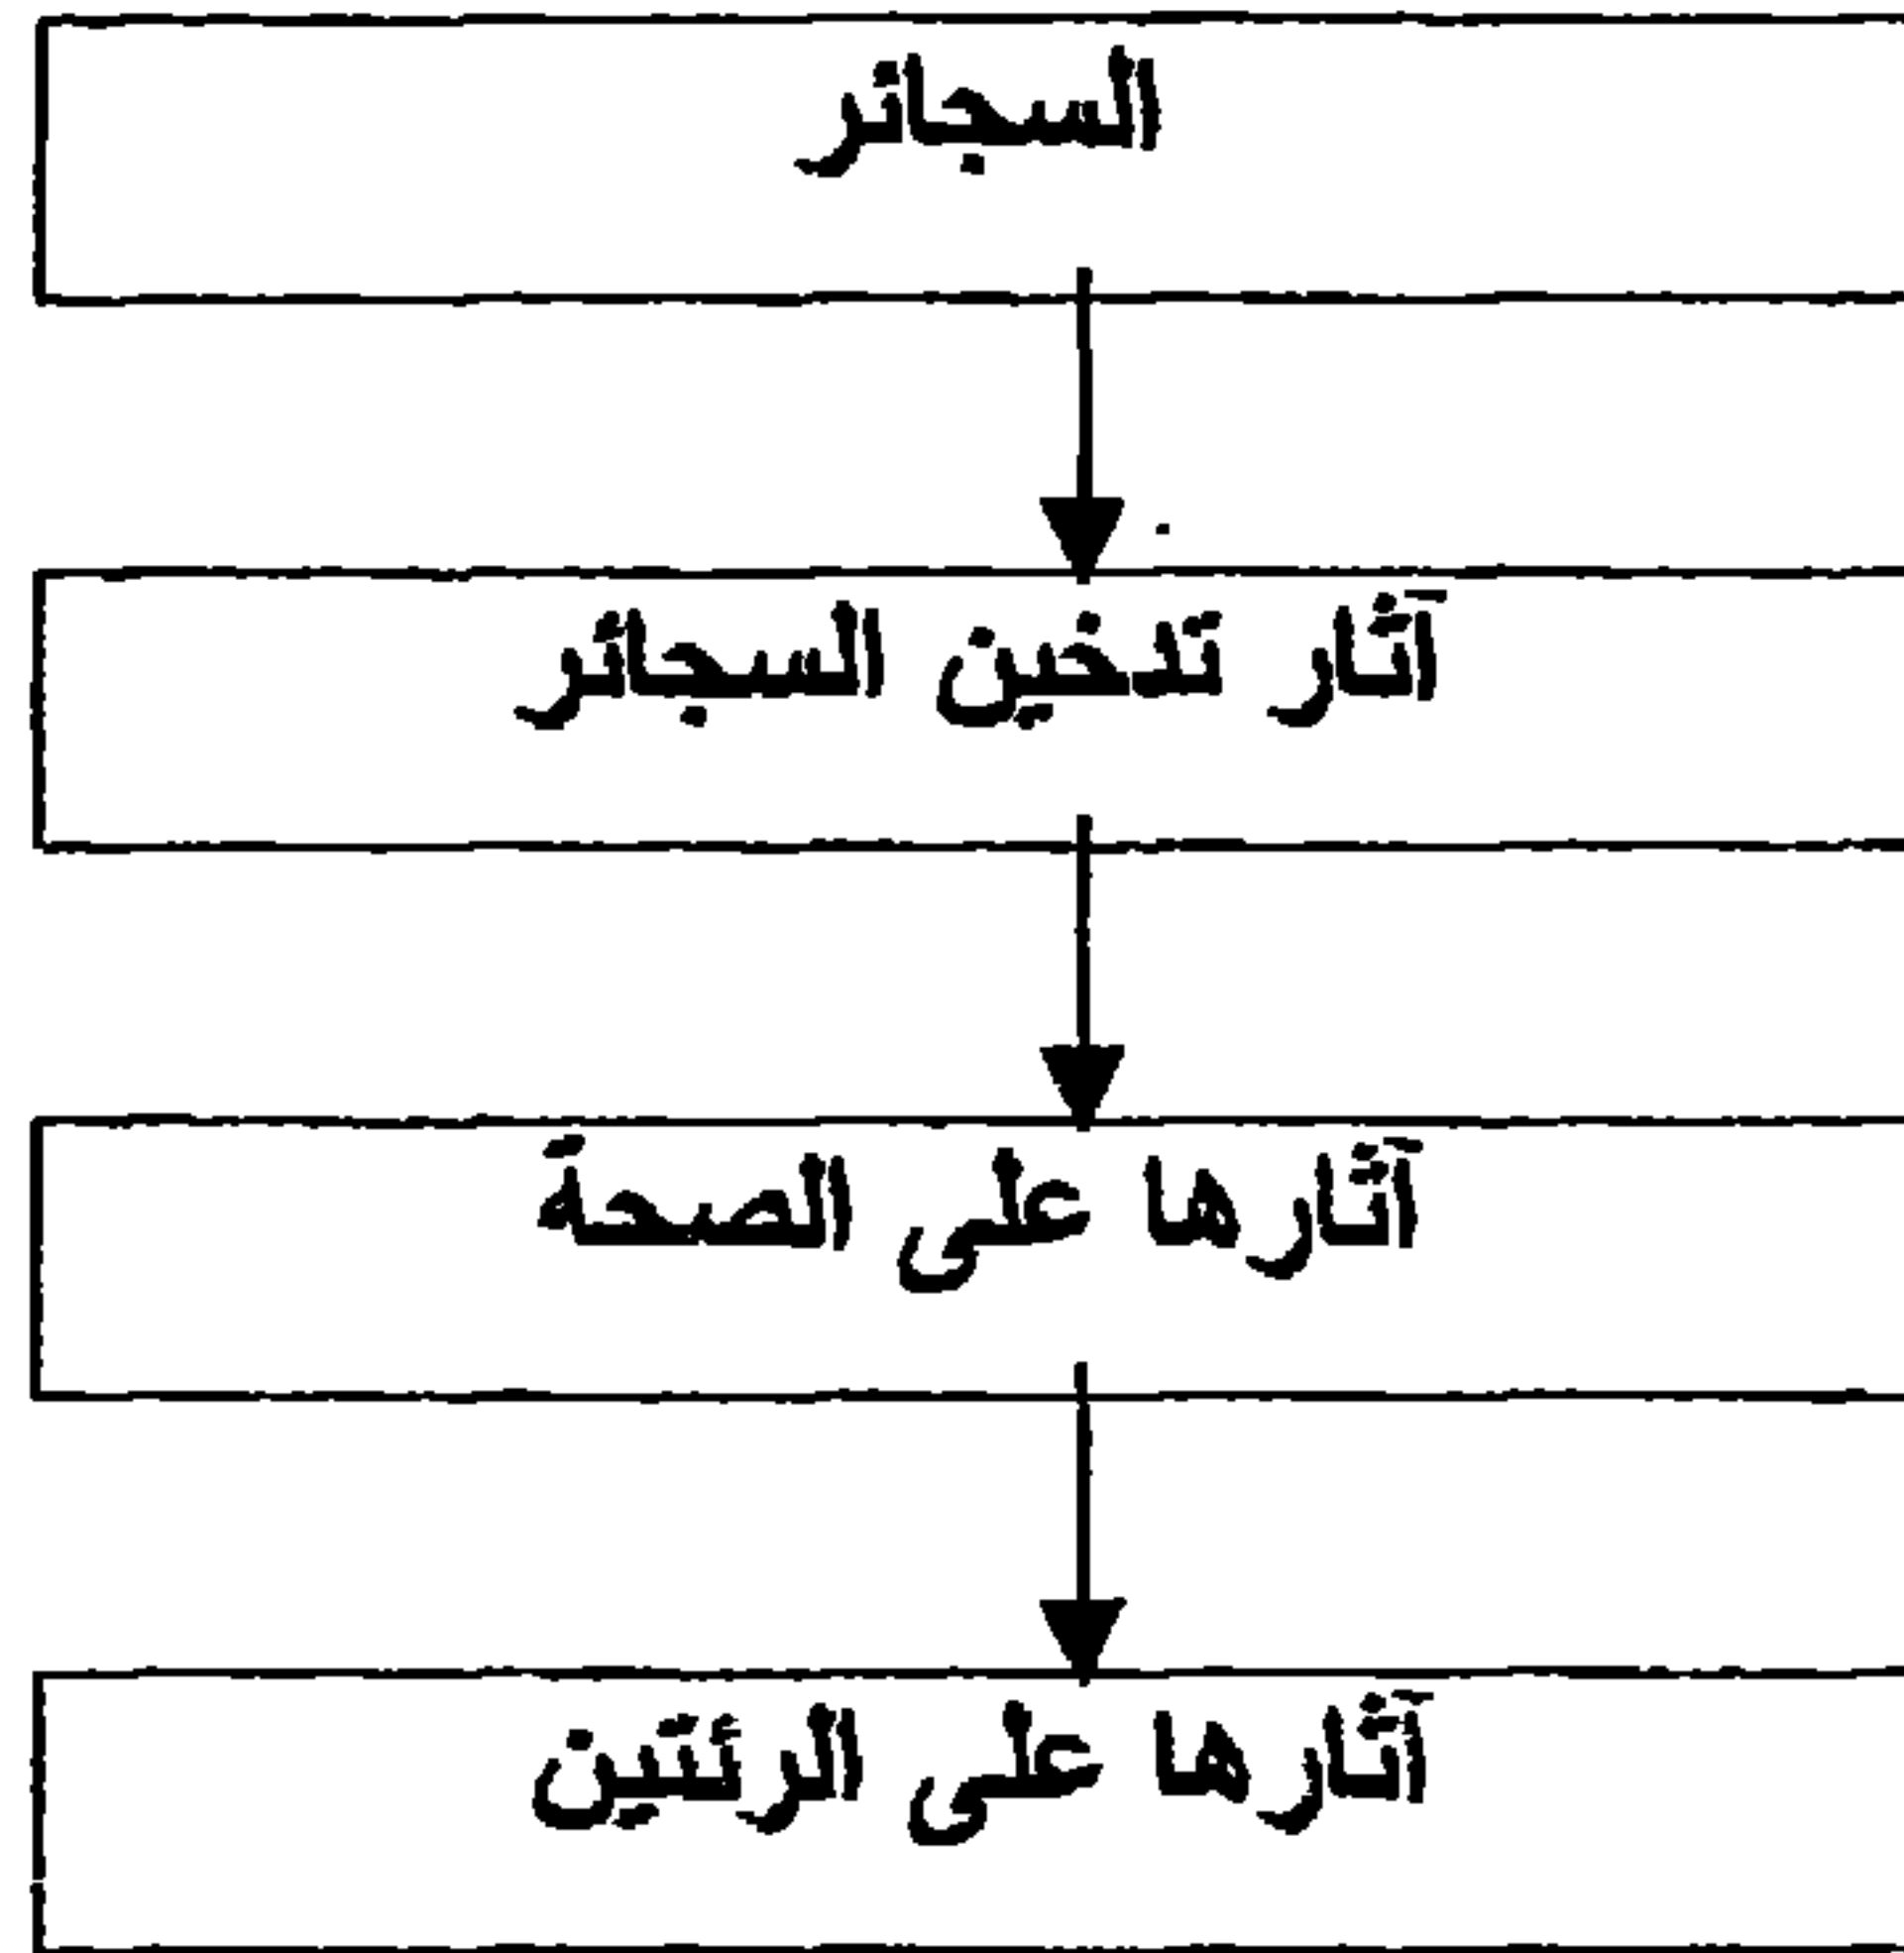 السجائر
آثار تدخين السجائر
آثارها على الصحة
آثارها على الرئتين